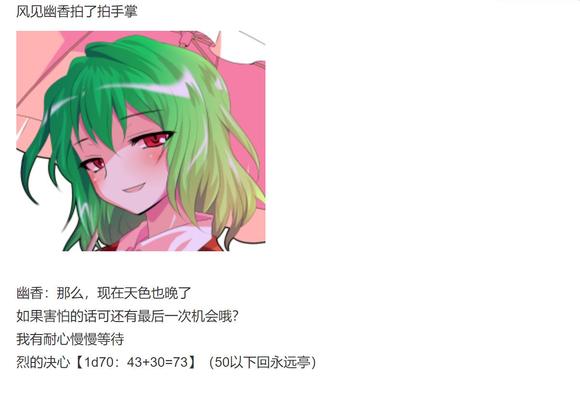 风见幽香拍了拍手掌
幽香：那么，现在天色也晚了
如果害怕的话可还有最后一次机会哦？
我有耐心慢慢等待
烈的决心【1d70：43+30=73】（50以下回永远亭）